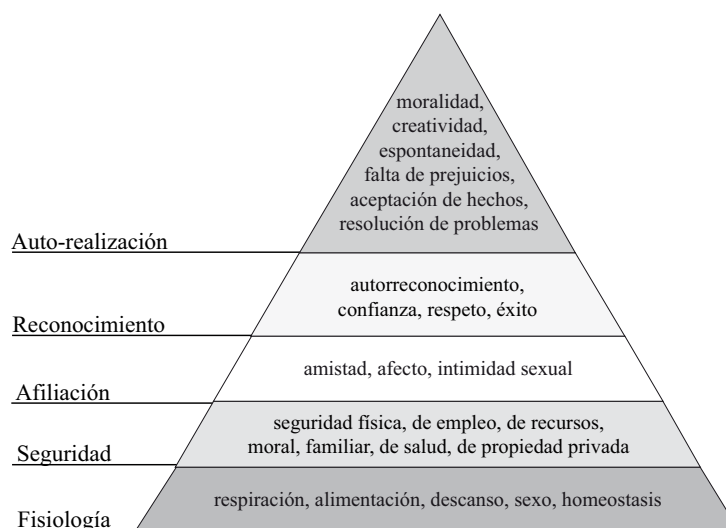 moralidad,
creatividad,
espontaneidad,
falta de prejuicios,
aceptación de hechos,
resolución de problemas
Auto-realización
autorreconocimiento,
confianza, respeto, éxito
Reconocimiento
amistad, afecto, intimidad sexual
Afiliación
seguridad física, de empleo, de recursos,
moral, familiar, de salud, de propiedad privada
Seguridad
respiración, alimentación, descanso, sexo, homeostasis
Fisiología